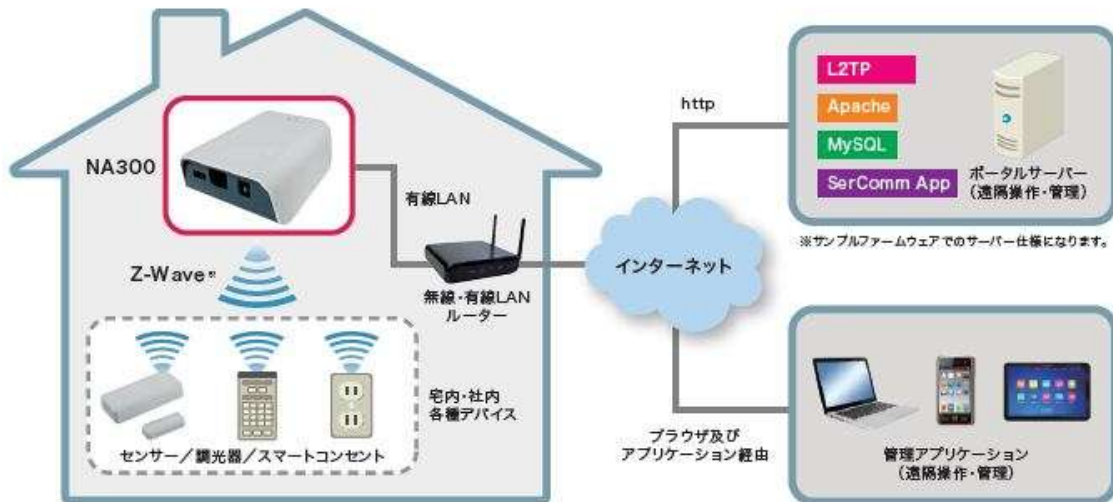 NA300
有線LAN
Z-Wave®
無線・有線LAN
ルーター
宅内・社内
各種デバイス
センサー／調光器／スマートコンセント
インターネット
http
L2TP
Apache
MySQL
SerComm App
ポータルサーバー
（遠隔操作・管理）
※サンプルファームウェアでのサーバー仕様になります。
ブラウザ及び
アプリケーション経由
管理アプリケーション
（遠隔操作・管理）